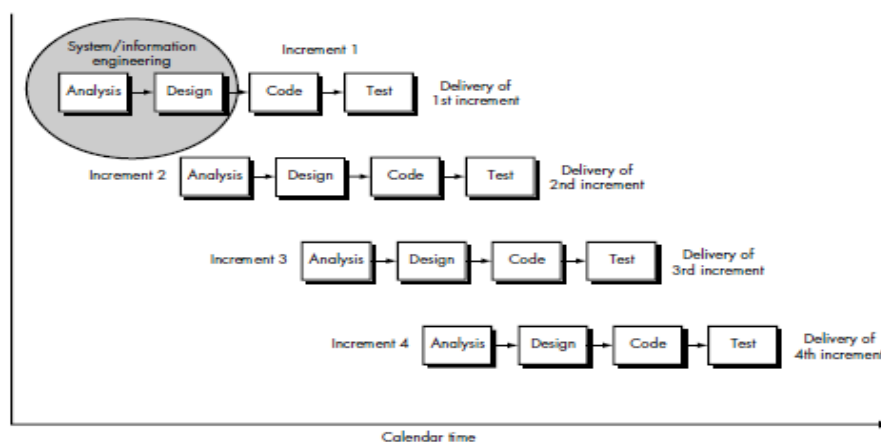 System/information
engineering
Increment 1
Analysis
Design
Code
Test
Delivery of
1st increment
Increment 2
Analysis
Design
Code
Test
Delivery of
2nd increment
Increment 3
Analysis
Design
Code
Test
Delivery of
3rd increment
Increment 4
Analysis
Design
Code
Test
Delivery of
4th increment
Calendar time